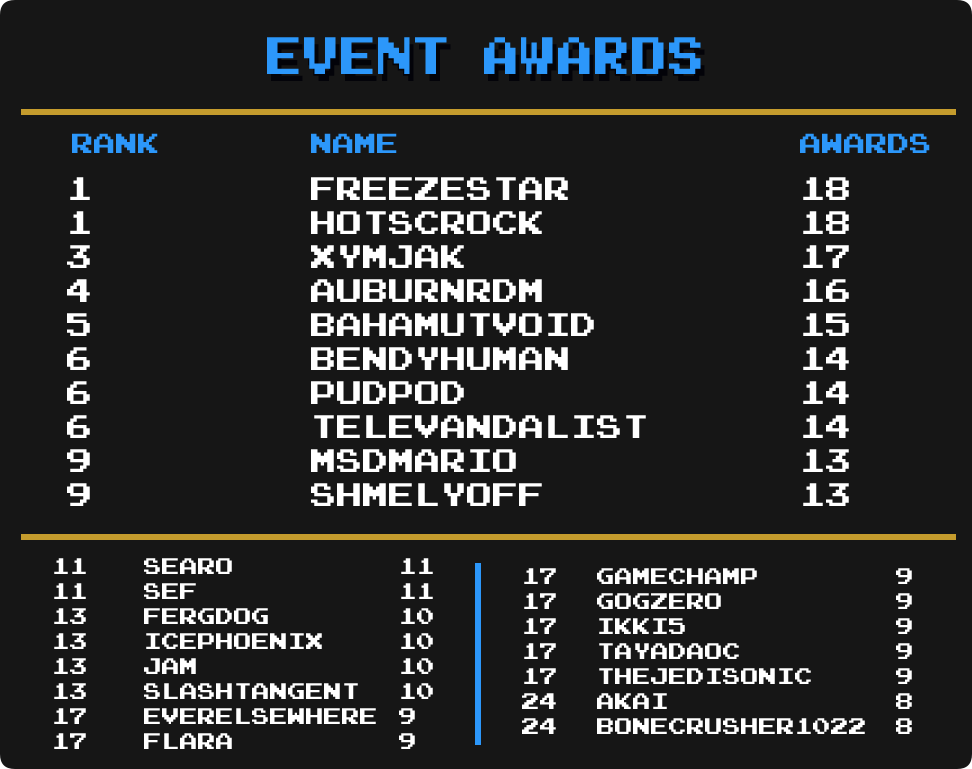 EVENT AWARDS
RANK NAME AWARDS
1 FREEZESTAR 18
1 HOTSCROCK 18
3 XYMJAK 17
4 AUBURNRDM 16
5 BAHAMUTVOID 15
6 BENDYHUMAN 14
6 PUDPOD 14
6 TELEVANDALIST 14
9 MSDMARIO 13
9 SHMELYOFF 13
11 SEARO 11
11 SEF 11
13 FERGDOG 10
13 ICEPHOENIX 10
13 JAM 10
13 SLASHTANGENT 10
17 EVERELSEWHERE 9
17 FLARA 9
17 GAMECHAMP 9
17 GOGZERO 9
17 IKKI5 9
17 TAYADAOC 9
17 THEJEDISONIC 9
24 AKAI 8
24 BONECRUSHER1022 8